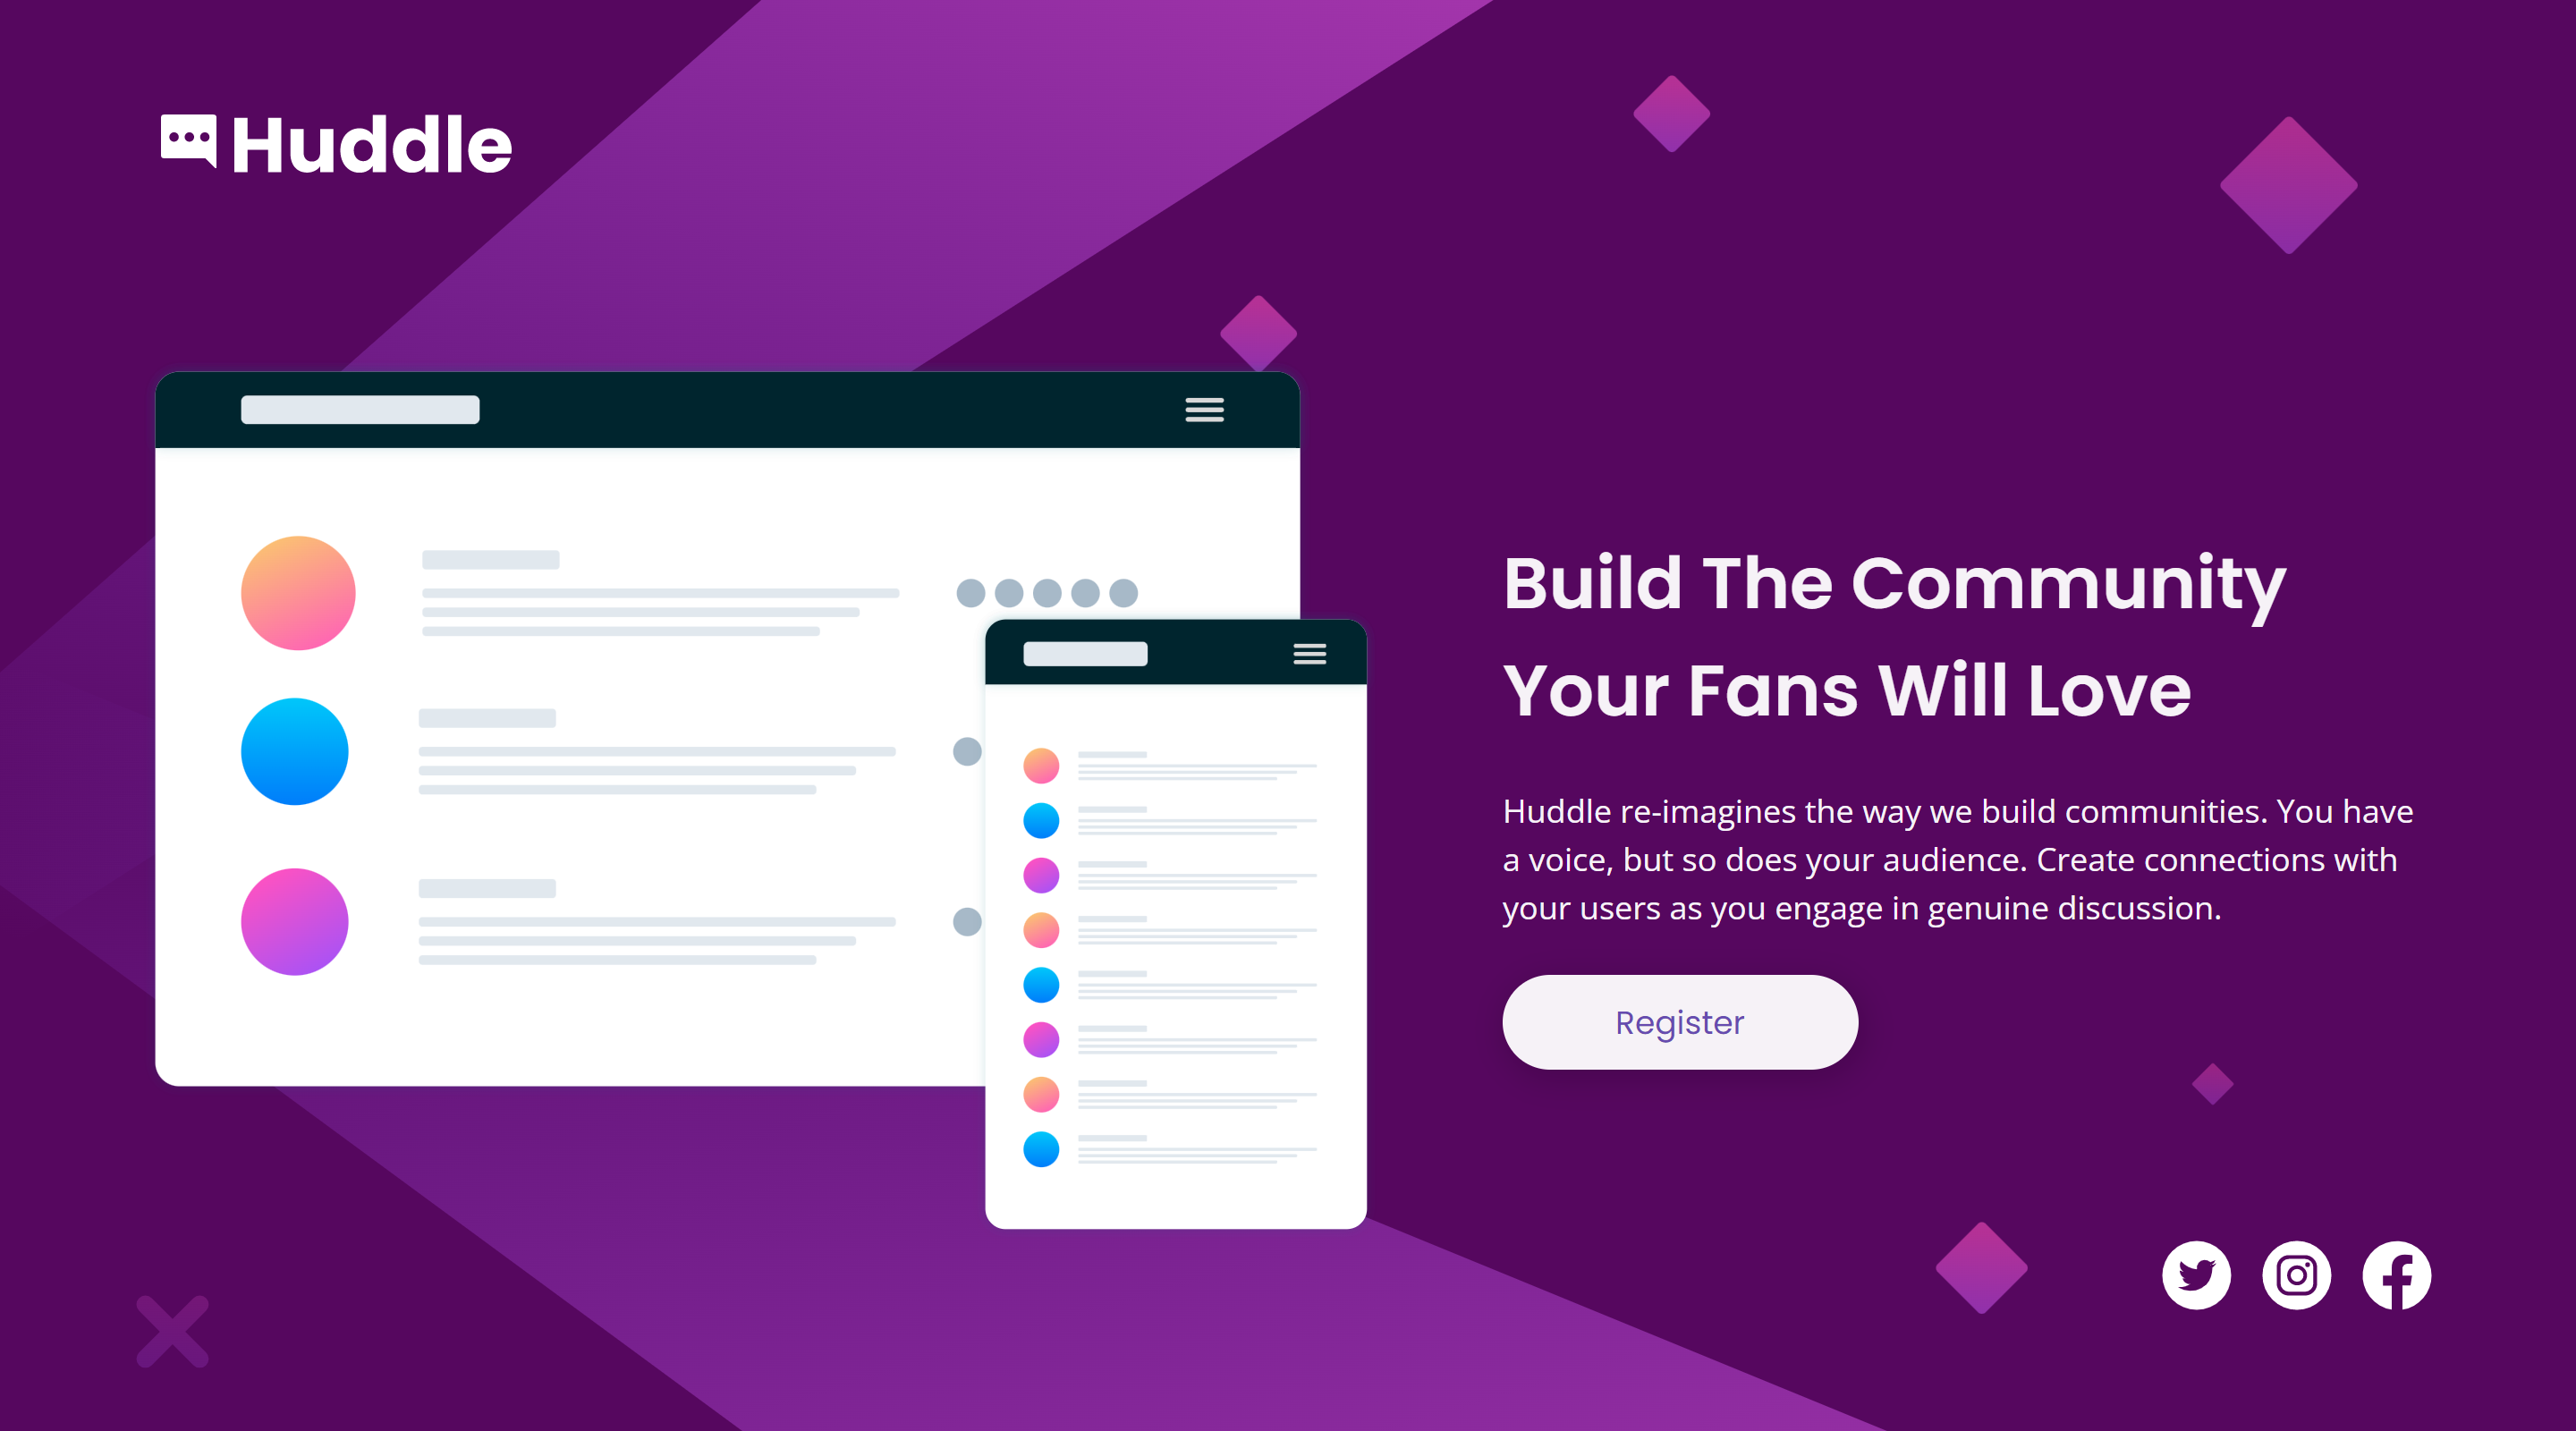 Huddle
Build The Community
Your Fans Will Love
Huddle re-imagines the way we build communities. You have
a voice, but so does your audience. Create connections with
your users as you engage in genuine discussion.
Register